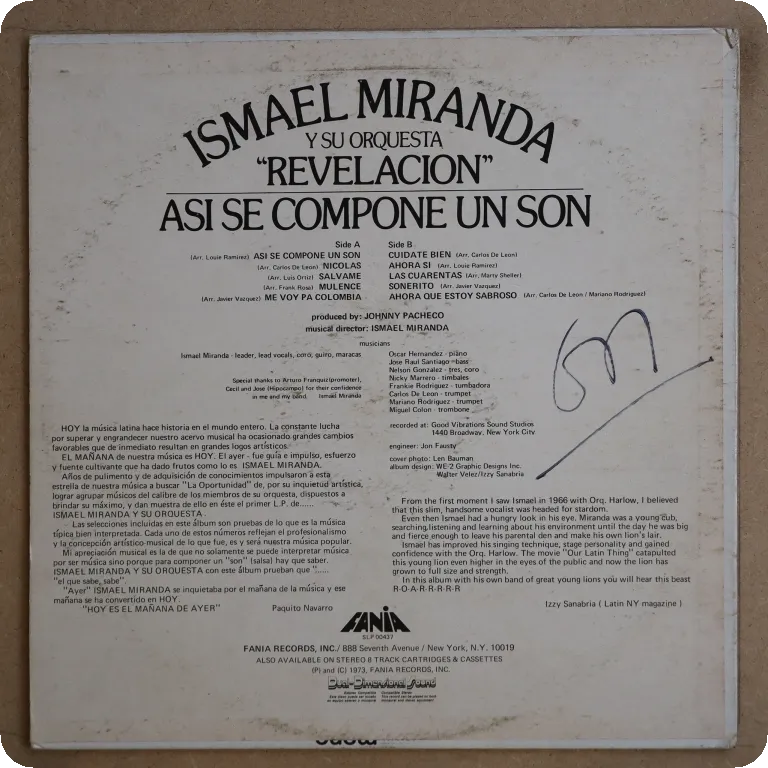 ISMAEL MIRANDA
Y SU ORQUESTA
"REVELACION"
ASI SE COMPONE UN SON
Side A
(Arr. Louie Ramirez) ASI SE COMPONE UN SON
(Arr. Carlos De Leon) NICOLAS
(Arr. Luis Ortiz) SALVAME
(Arr. Frank Rosa) MULENCE
(Arr. Javier Vazquez) ME VOY PA COLOMBIA
Side B
CUIDATE BIEN (Arr. Carlos De Leon)
AHORA SI (Arr. Louie Ramirez)
LAS CUARENTAS (Arr. Marty Sheller)
SONERITO (Arr. Javier Vazquez)
AHORA QUE ESTOY SABROSO (Arr. Carlos De Leon / Mariano Rodriguez)
produced by: JOHNNY PACHECO
musical director: ISMAEL MIRANDA
musicians
Ismael Miranda - leader, lead vocals, coro, guiro, maracas
Special thanks to Arturo Franquiz(promoter),
Cecil and Jose (Hipocampo) for their confidence
in me end my band. Ismael Miranda
Oscar Hernandez - piano
Jose Raul Santiago - bass
Nelson Gonzalez - tres, coro
Nicky Marrero - timbales
Frankie Rodriguez - tumbadora
Carlos De Leon - trumpet
Mariano Rodriguez - trumpet
Miguel Colon - trombone
recorded at: Good Vibrations Sound Studios
1440 Broadway, New York City
engineer: Jon Fausty
cover photo: Len Bauman
album design: WE-2 Graphic Designs Inc.
Walter Velez/Izzy Sanabria
HOY la música latina hace historia en el mundo entero. La constante lucha
por superar y engrandecer nuestro acervo musical ha ocasionado grandes cambios
favorables que de inmediato resultan en grandes logos artísticos.
EL MAÑANA de nuestra música es HOY. El ayer - fue guía e impulso, esfuerzo
y fuente cultivante que ha dado frutos como lo es ISMAEL MIRANDA.
Años de pulimento y de adquisición de conocimientos impulsaron a esta
estrella de nuestra música a buscar "La Oportunidad" de, por su inquietud artística,
lograr agrupar músicos del calibre de los miembros de su orquesta, dispuestos a
brindar su máximo, y dan muestra de ello en éste el primer L.P. de......
ISMAEL MIRANDA Y SU ORQUESTA .
Las selecciones incluidas en este álbum son pruebas de lo que es la música
típica bien interpretada. Cada uno de estos números reflejan el profesionalismo
y la concepción artístico-musical de lo que fue, es y será nuestra música popular.
Mi apreciación musical es la de que no solamente se puede interpretar música
por ser música sino porque para componer un "son" (salsa) hay que saber.
ISMAEL MIRANDA Y SU ORQUESTA con este álbum prueban que ".....
"el que sabe, sabe".
"Ayer" ISMAEL MIRANDA se inquietaba por el mañana de la música y ese
mañana se ha convertido en HOY.
"HOY ES EL MAÑANA DE AYER" Paquito Navarro
From the first moment I saw Ismael in 1966 with Orq. Harlow, I believed
that this slim, handsome vocalist was headed for stardom.
Even then Ismael had a hungry look in his eye. Miranda was a young cub,
searching,listening and learning about his environment until the day he was big
and fierce enough to leave his parental den and make his own lion's lair.
Ismael has improved his singing technique, stage personality and gained
confidence with the Orq. Harlow. The movie "Our Latin Thing" catapulted
this young lion even higher in the eyes of the public and now the lion has
grown to full size and strength.
In this album with his own band of great young lions you will hear this beast
R-O-A-R-R-R-R-R
Izzy Sanabria ( Latin NY magazine )
FANIA
SLP 00437
FANIA RECORDS, INC./ 888 Seventh Avenue / New York, N.Y. 10019
ALSO AVAILABLE ON STEREO 8 TRACK CARTRIDGES & CASSETTES
(P) and (C) 1973, FANIA RECORDS, INC.
Dual-Dimensional Sound